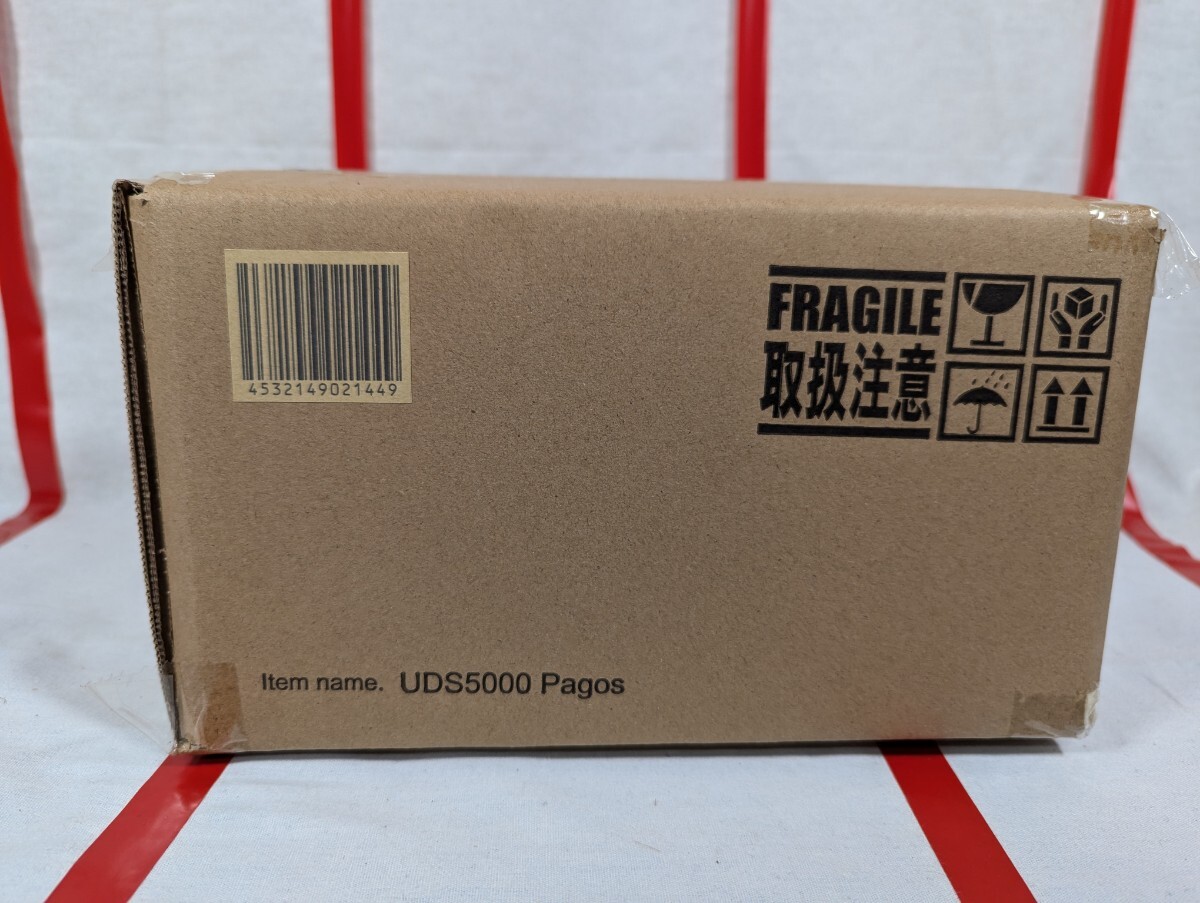 4532149021449
FRAGILE
取扱注意
Item name. UDS5000 Pagos